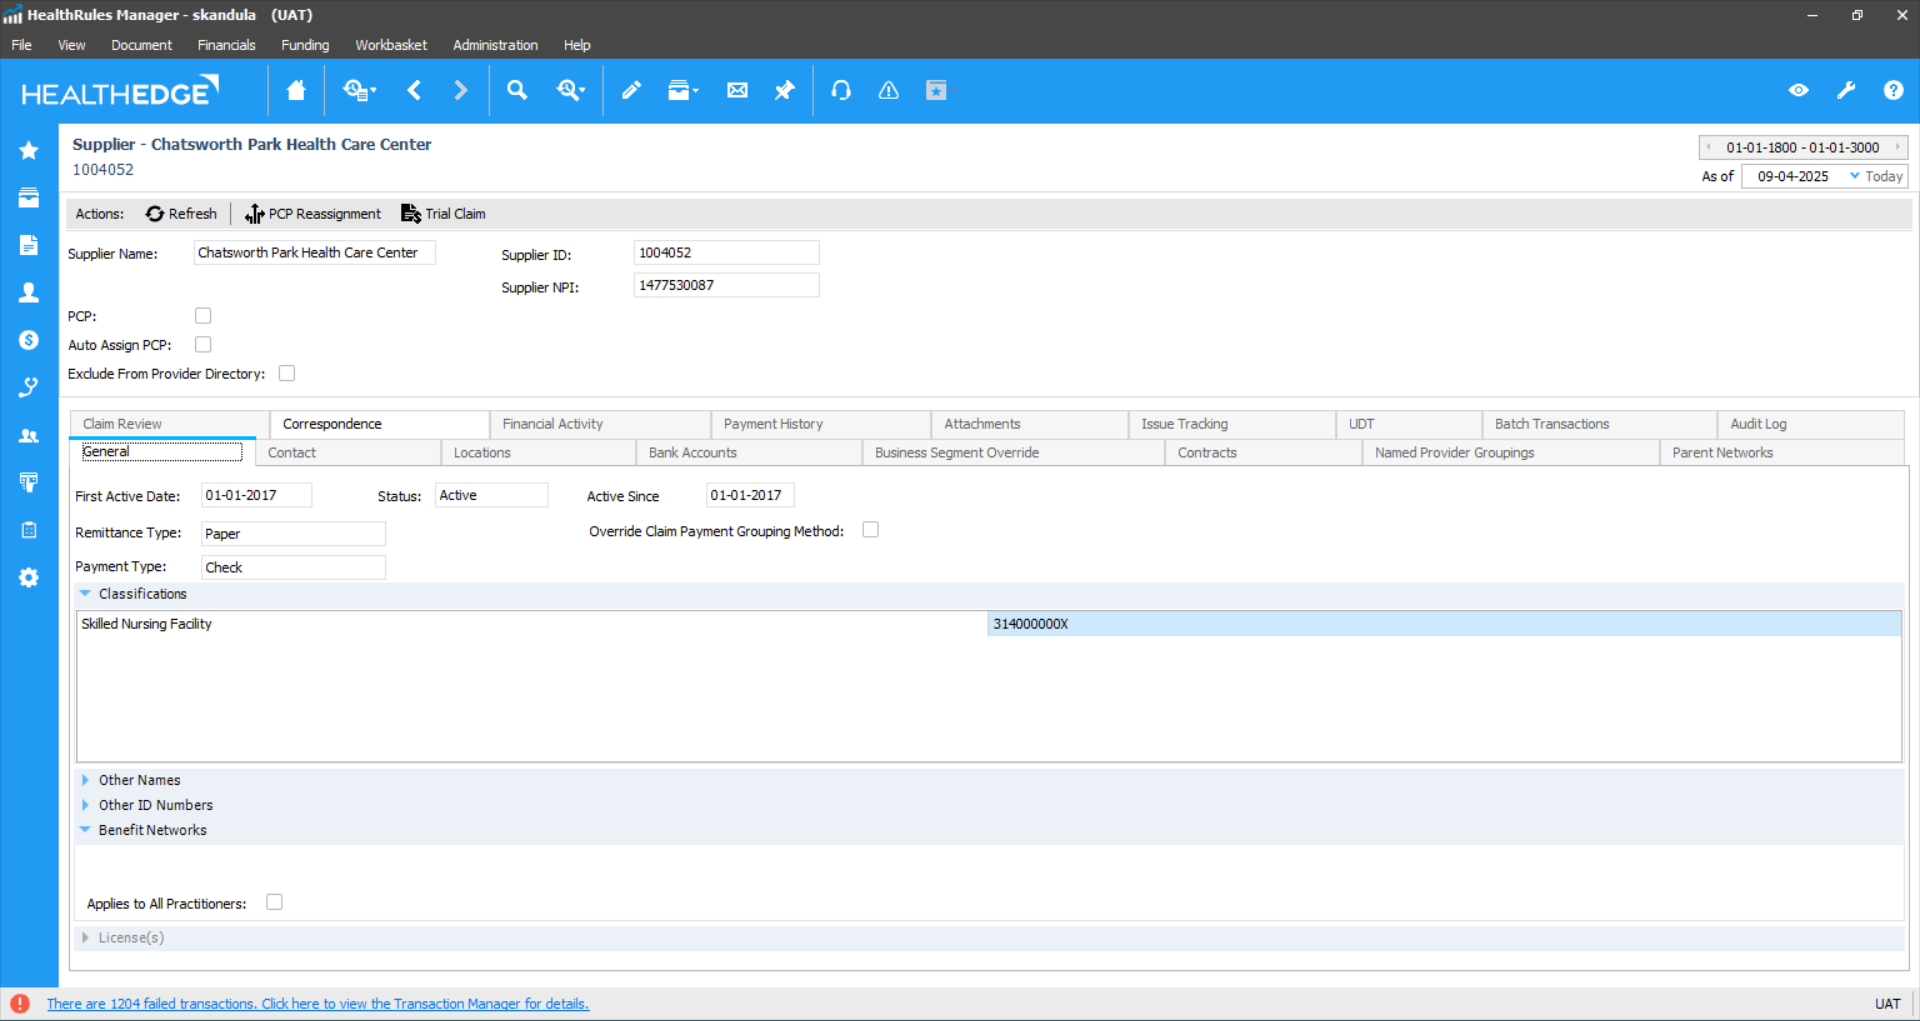 HealthRules Manager - skandula (UAT)
File View Document Financials Funding Workbasket Administration Help
HEALTHEDGE
Supplier - Chatsworth Park Health Care Center
1004052
01-01-1800 - 01-01-3000
As of 09-04-2025 Today
Actions: Refresh PCP Reassignment Trial Claim
Supplier Name: Chatsworth Park Health Care Center Supplier ID: 1004052
Supplier NPI: 1477530087
PCP:
Auto Assign PCP:
Exclude From Provider Directory:
Claim Review Correspondence Financial Activity Payment History Attachments Issue Tracking UDT Batch Transactions Audit Log
General Contact Locations Bank Accounts Business Segment Override Contracts Named Provider Groupings Parent Networks
First Active Date: 01-01-2017 Status: Active Active Since 01-01-2017
Remittance Type: Paper Override Claim Payment Grouping Method:
Payment Type: Check
Classifications
Skilled Nursing Facility 314000000X
Other Names
Other ID Numbers
Benefit Networks
Applies to All Practitioners:
License(s)
There are 1204 failed transactions. Click here to view the Transaction Manager for details. UAT